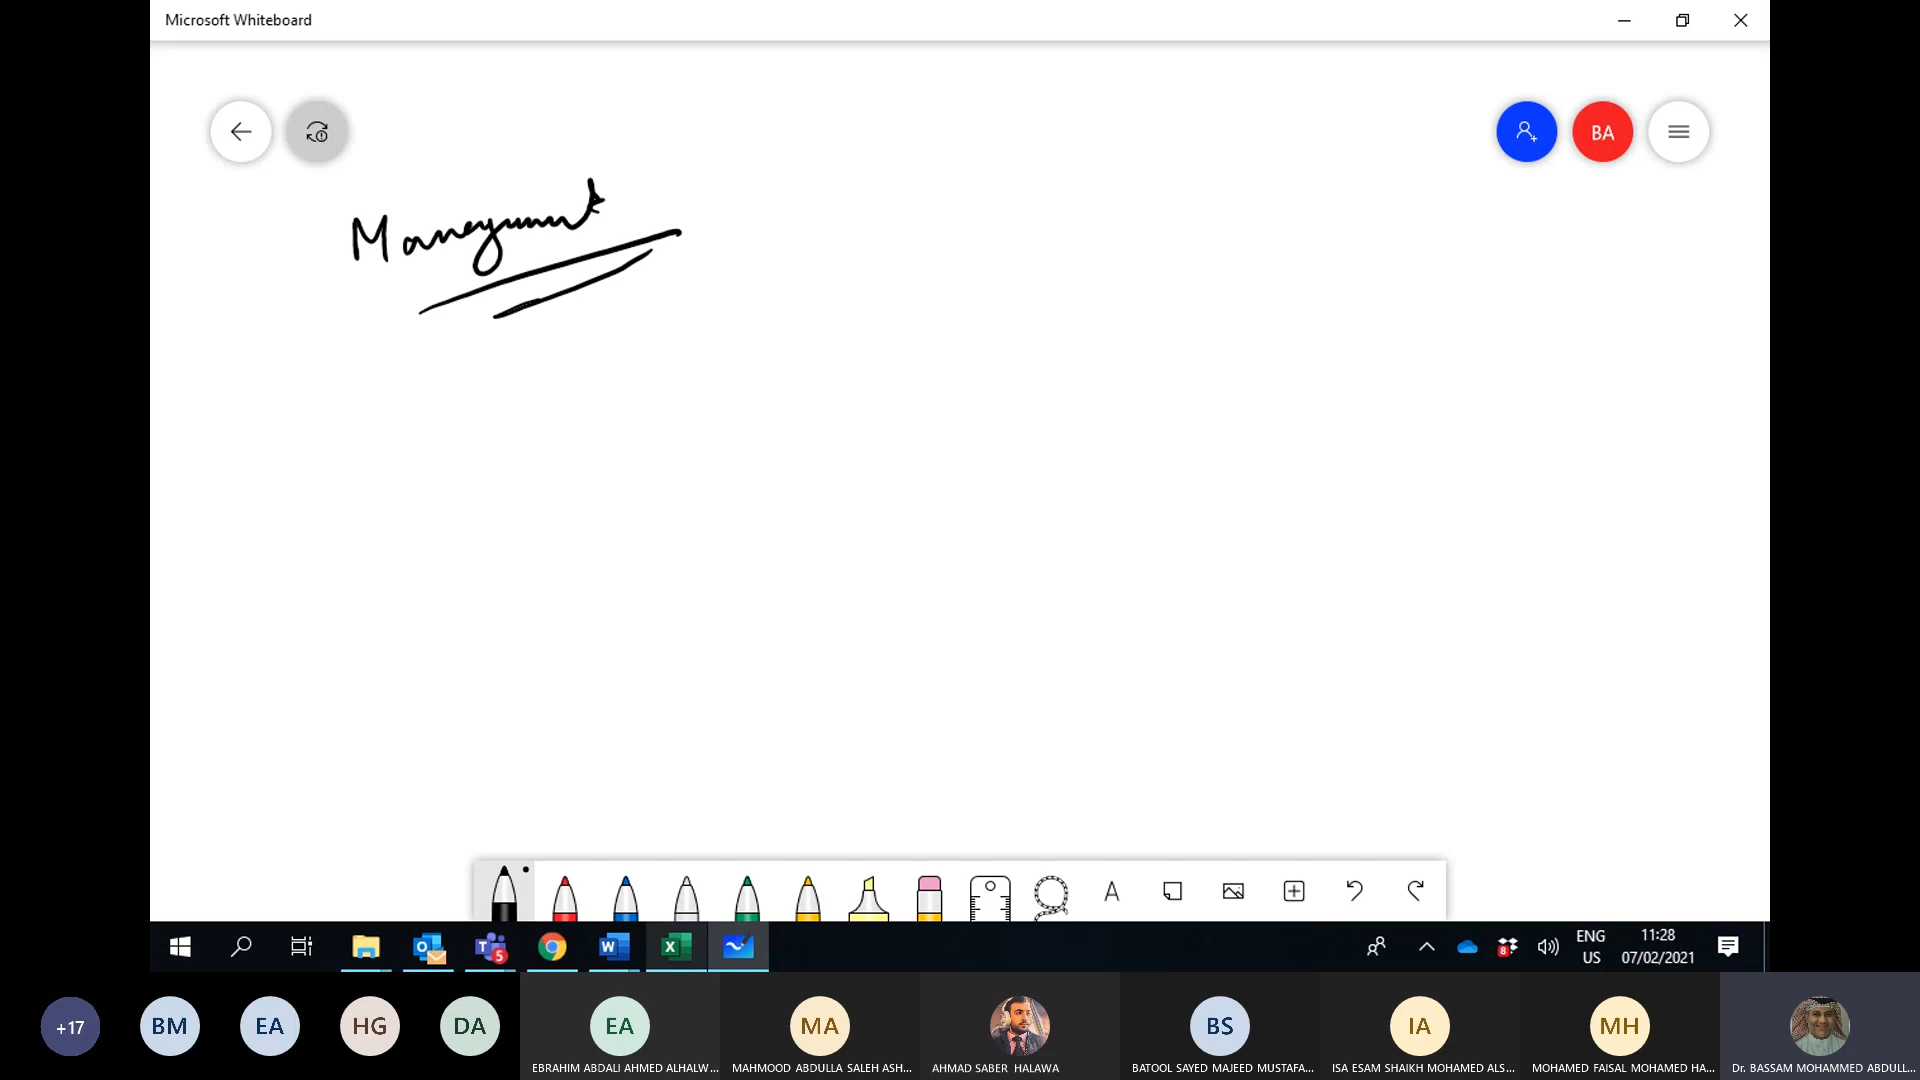 Microsoft Whiteboard
BA
Management
A
ENG
US
11:28
07/02/2021
5
8
+17
BM
EA
HG
DA
EA
MA
BS
IA
MH
EBRAHIM ABDALI AHMED ALHALW...
MAHMOOD ABDULLA SALEH ASH...
AHMAD SABER HALAWA
BATOOL SAYED MAJEED MUSTAFA...
ISA ESAM SHAIKH MOHAMED ALS...
MOHAMED FAISAL MOHAMED HA...
Dr. BASSAM MOHAMMED ABDULL...